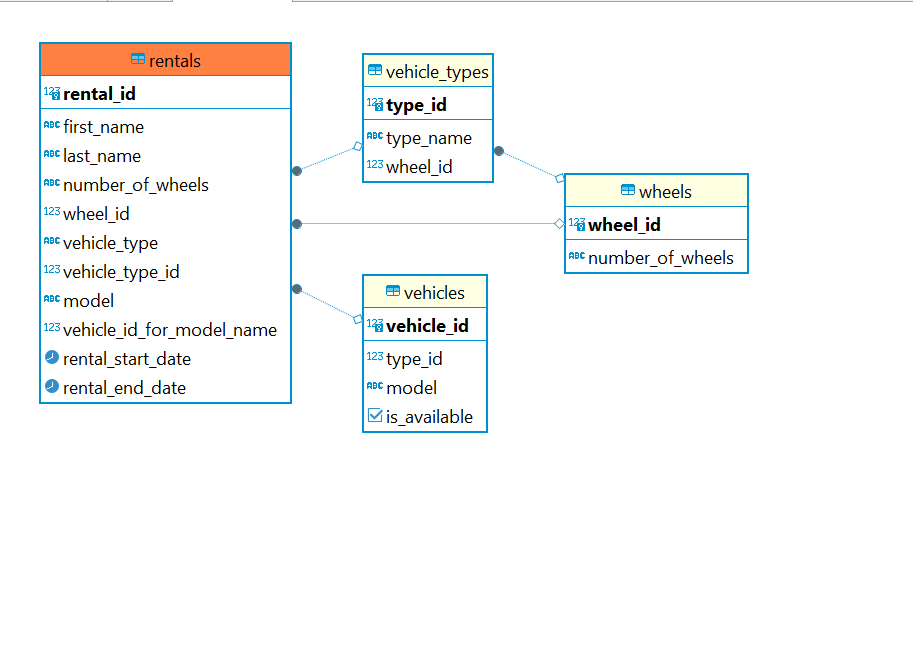 rentals
123 rental_id
ABC first_name
ABC last_name
ABC number_of_wheels
123 wheel_id
ABC vehicle_type
123 vehicle_type_id
ABC model
123 vehicle_id_for_model_name
rental_start_date
rental_end_date
vehicle_types
123 type_id
ABC type_name
123 wheel_id
wheels
123 wheel_id
ABC number_of_wheels
vehicles
123 vehicle_id
123 type_id
ABC model
is_available